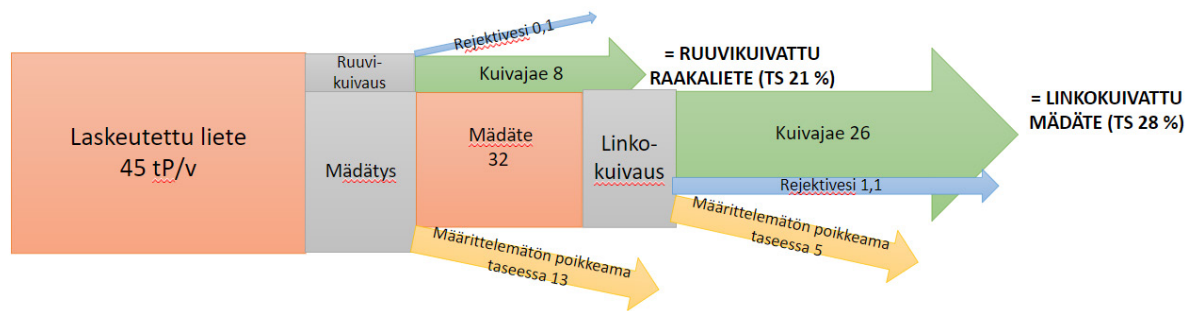 Laskeutettu liete
45 tP/v
Ruuvi-
kuivaus
Mädätys
Rejektivesi 0,1
Kuivajae 8
= RUUVIKUIVATTU
RAAKALIETE (TS 21 %)
Mädäte
32
Määrittelemätön poikkeama
taseessa 13
Linko-
kuivaus
Kuivajae 26
= LINKOKUIVATTU
MÄDÄTE (TS 28 %)
Rejektivesi 1,1
Määrittelemätön poikkeama
taseessa 5